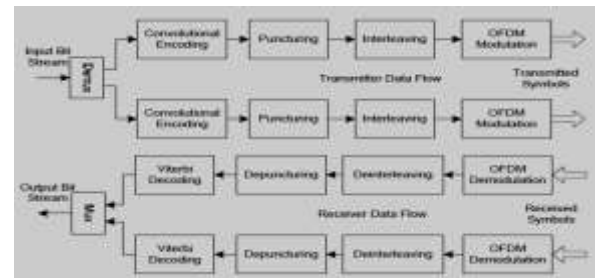 Convolutional
Encoding
Puncturing
Interleaving
OFDM
Modulation
Input Bit
Stream
Demux
Transmitter Data Flow
Transmitted
Symbols
Convolutional
Encoding
Puncturing
Interleaving
OFDM
Modulation
Viterbi
Decoding
Depuncturing
Deinterleaving
OFDM
Demodulation
Output Bit
Stream
Mux
Receiver Data Flow
Received
Symbols
Viterbi
Decoding
Depuncturing
Deinterleaving
OFDM
Demodulation